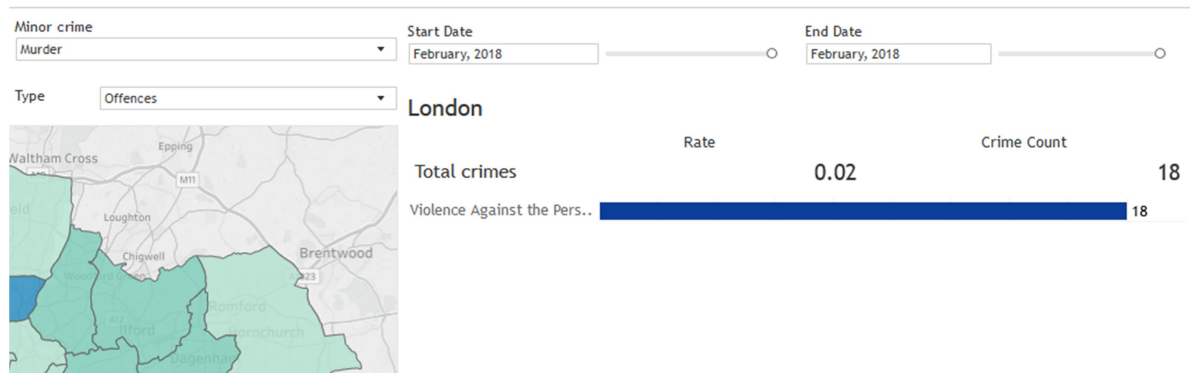 Minor crime
Murder
Type
Offences
Start Date
February, 2018
End Date
February, 2018
London
Rate
Crime Count
Total crimes
0.02
18
Violence Against the Pers..
18
Waltham Cross
Epping
M11
Loughton
Chigwell
Brentwood
Romford
Ilford
Hornchurch
Dagenham